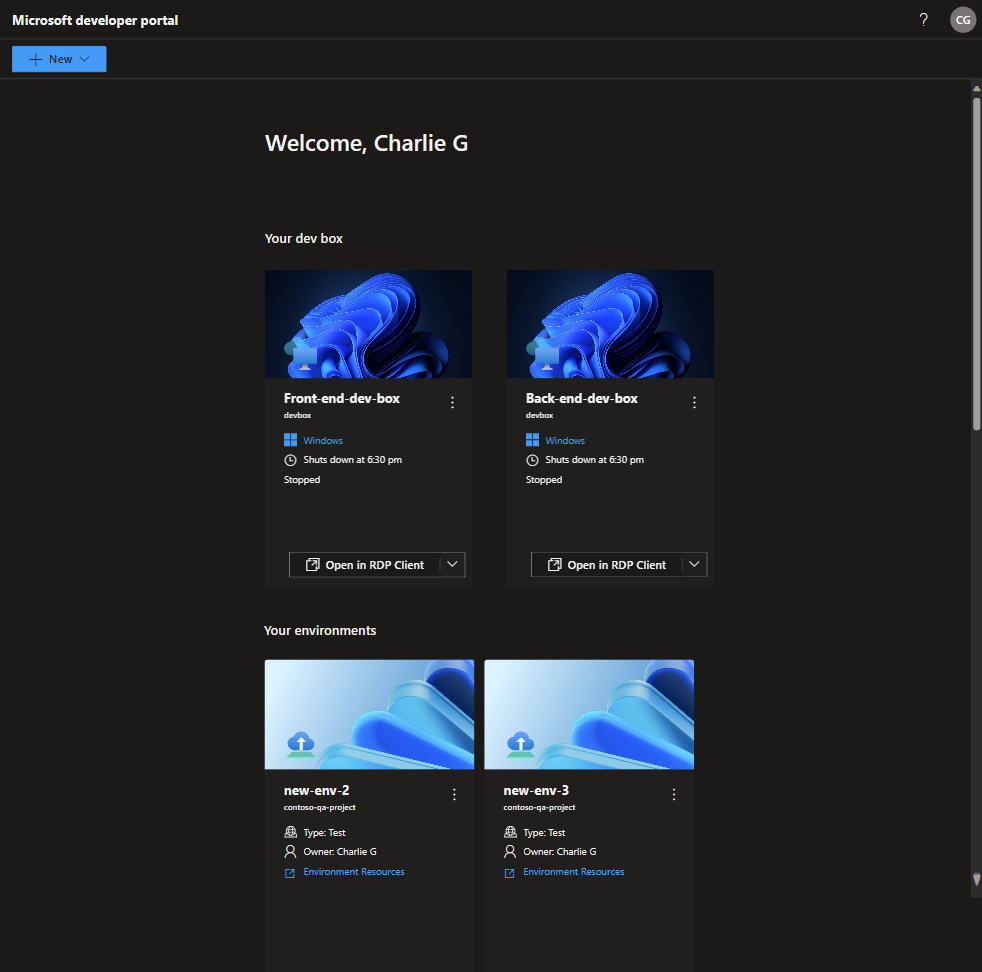 Microsoft developer portal
?
CG
New
Welcome, Charlie G
Your dev box
Front-end-dev-box
devbox
Windows
Shuts down at 6:30 pm
Stopped
Open in RDP Client
Back-end-dev-box
devbox
Windows
Shuts down at 6:30 pm
Stopped
Open in RDP Client
Your environments
new-env-2
contoso-qa-project
Type: Test
Owner: Charlie G
Environment Resources
new-env-3
contoso-qa-project
Type: Test
Owner: Charlie G
Environment Resources